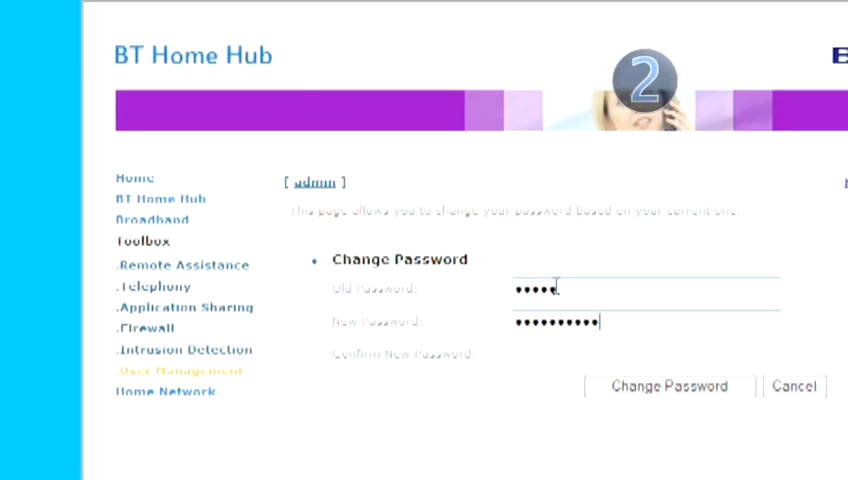 BT Home Hub
2
Home
[ admin ]
BT Home Hub
This page allows you to change your password based on your current one.
Broadband
Toolbox
Change Password
.Remote Assistance
.Telephony
Old Password: •••••
.Application Sharing
New Password: ••••••••••
.Firewall
.Intrusion Detection
Confirm New Password:
.User Management
Home Network
Change Password
Cancel